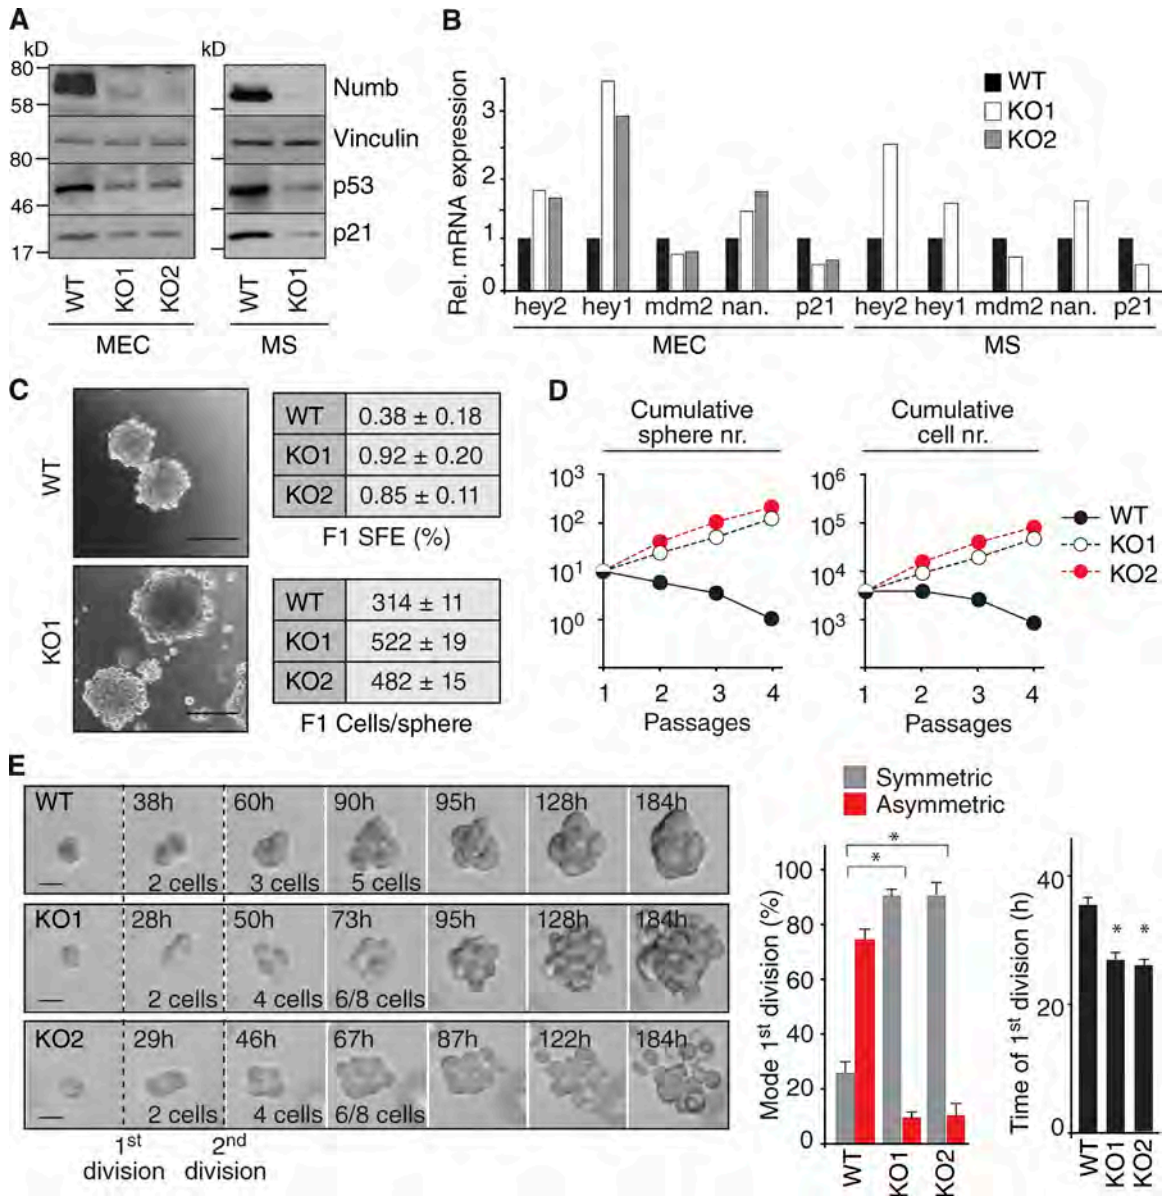 A
kD
80
58
80
46
17
kD
Numb
Vinculin
p53
p21
WT
KO1
KO2
WT
KO1
MEC
MS
B
Rel. mRNA expression
3
2
1
0
WT
KO1
KO2
hey2 hey1 mdm2 nan. p21 hey2 hey1 mdm2 nan. p21
MEC
MS
C
WT
KO1
WT 0.38 ± 0.18
KO1 0.92 ± 0.20
KO2 0.85 ± 0.11
F1 SFE (%)
WT 314 ± 11
KO1 522 ± 19
KO2 482 ± 15
F1 Cells/sphere
D
Cumulative
sphere nr.
10³
10²
10¹
10⁰
1 2 3 4
Passages
Cumulative
cell nr.
10⁶
10⁵
10⁴
10³
1 2 3 4
Passages
WT
KO1
KO2
E
WT 38h 60h 90h 95h 128h 184h
2 cells 3 cells 5 cells
KO1 28h 50h 73h 95h 128h 184h
2 cells 4 cells 6/8 cells
KO2 29h 46h 67h 87h 122h 184h
2 cells 4 cells 6/8 cells
1st
division
2nd
division
Symmetric
Asymmetric
Mode 1st division (%)
100
80
60
40
20
0
* *
WT
KO1
KO2
Time of 1st division (h)
40
20
0
* *
WT
KO1
KO2